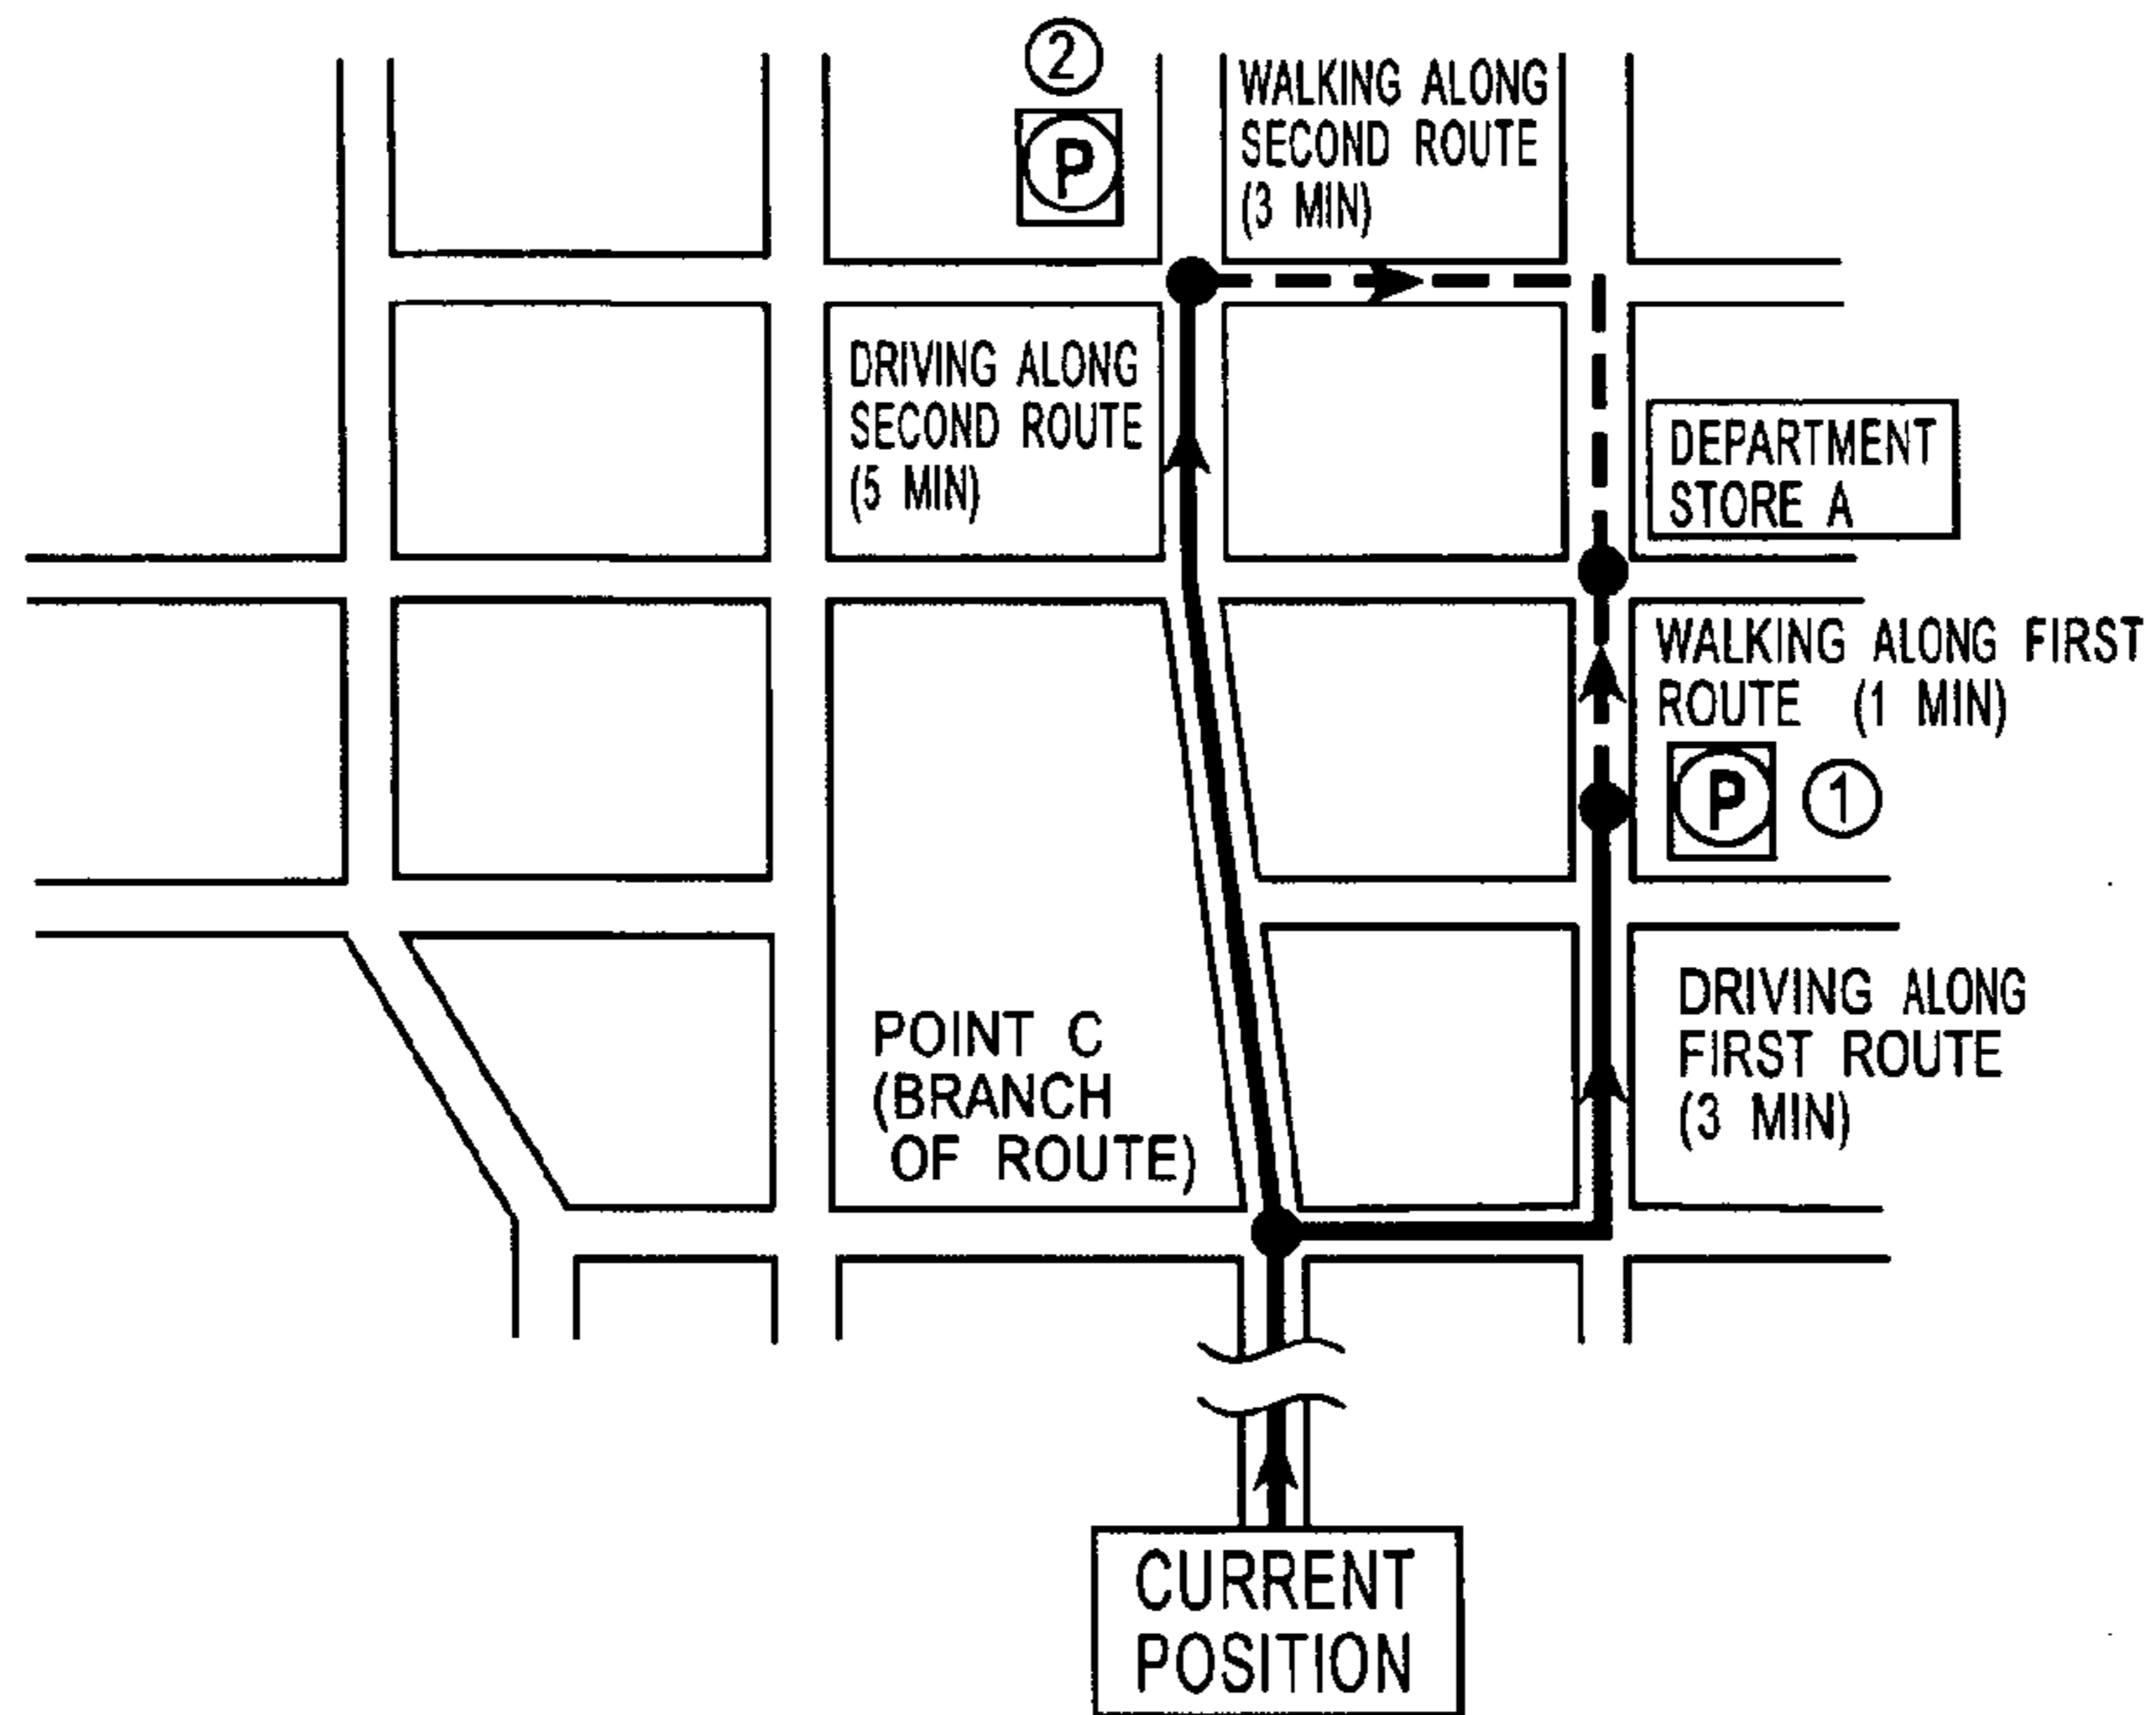 ②
P
WALKING ALONG
SECOND ROUTE
(3 MIN)
DRIVING ALONG
SECOND ROUTE
(5 MIN)
DEPARTMENT
STORE A
WALKING ALONG FIRST
ROUTE (1 MIN)
P ①
DRIVING ALONG
FIRST ROUTE
(3 MIN)
POINT C
(BRANCH
OF ROUTE)
CURRENT
POSITION